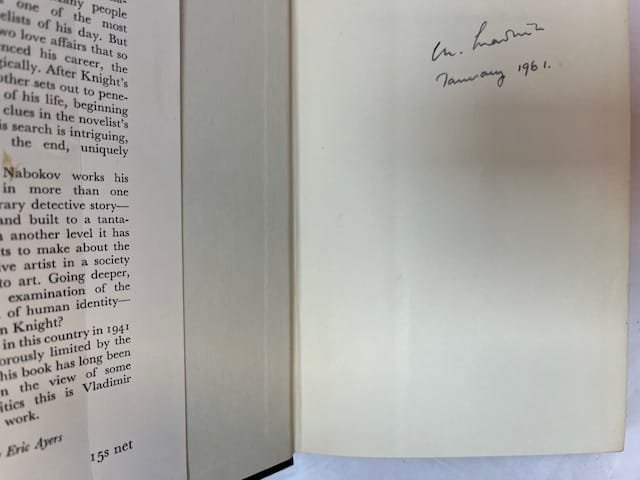 ny people
one of the most
elists of his day. But
wo love affairs that so
enced his career, the
gically. After Knight's
other sets out to pene-
of his life, beginning
clues in the novelist's
is search is intriguing,
the end, uniquely
Nabokov works his
in more than one
rary detective story—
and built to a tanta-
another level it has
ts to make about the
ive artist in a society
to art. Going deeper,
examination of the
of human identity—
n Knight?
in this country in 1941
orously limited by the
his book has long been
n the view of some
itics this is Vladimir
work.
Eric Ayers
15s net
January 1961.